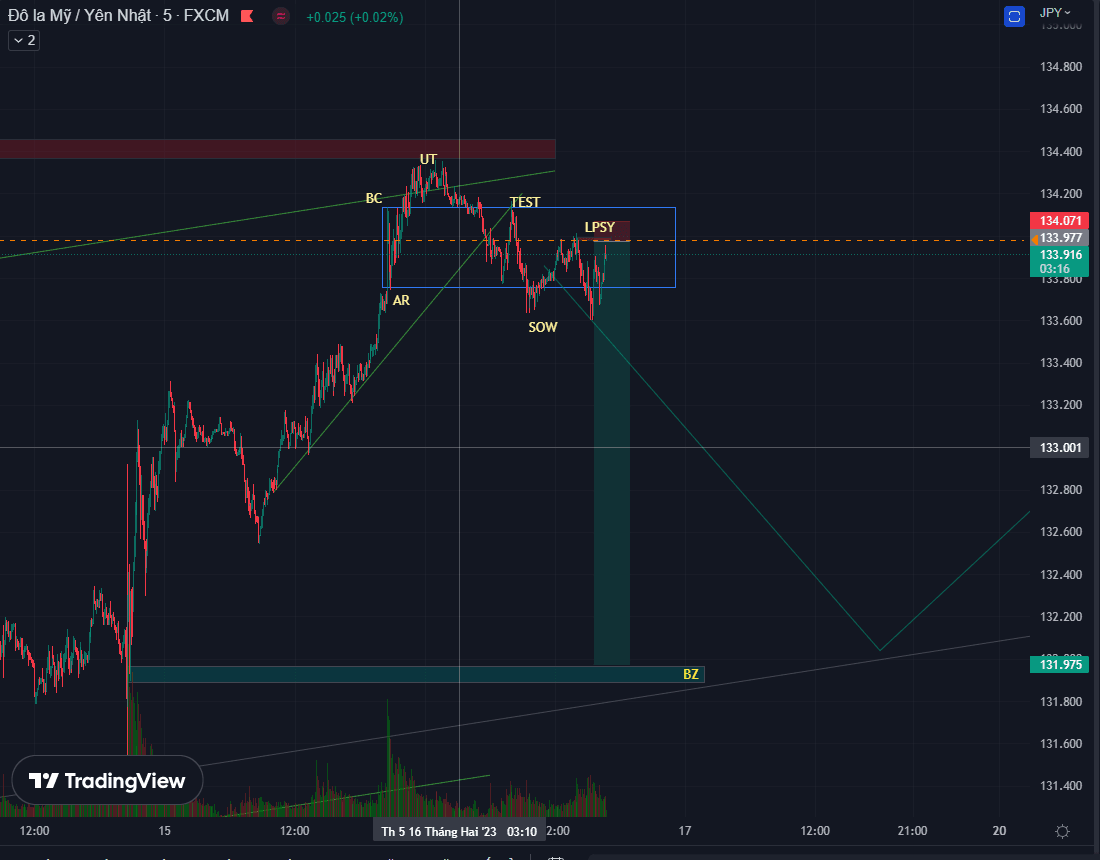 Đô la Mỹ / Yên Nhật · 5 · FXCM +0.025 (+0.02%)
JPY
2
134.800
134.600
134.400
UT
134.200
BC
TEST
134.071
LPSY
133.977
133.916
03:16
133.800
AR
133.600
SOW
133.400
133.200
133.001
132.800
132.600
132.400
132.200
131.975
BZ
131.800
131.600
TradingView
131.400
12:00 15 12:00 Th 5 16 Tháng Hai '23 03:10 2:00 17 12:00 21:00 20